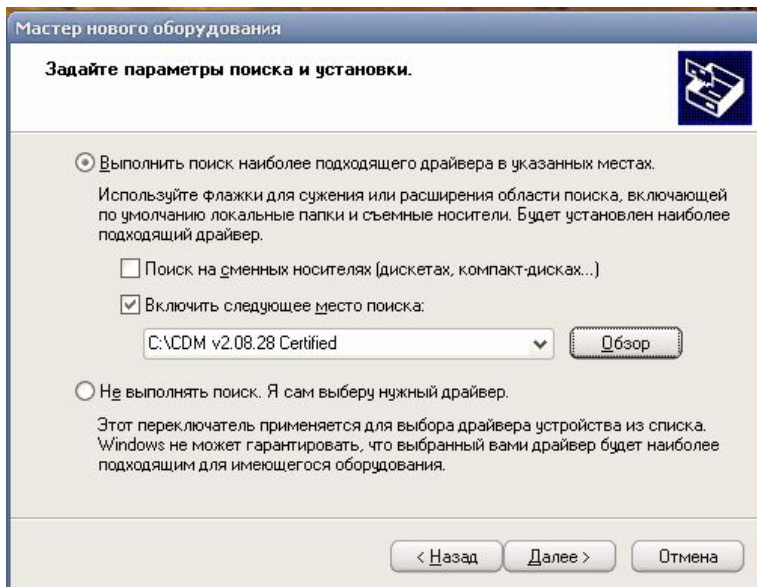 Мастер нового оборудования
Задайте параметры поиска и установки.
Выполнить поиск наиболее подходящего драйвера в указанных местах.
Используйте флажки для сужения или расширения области поиска, включающей
по умолчанию локальные папки и съемные носители. Будет установлен наиболее
подходящий драйвер.
Поиск на сменных носителях (дискетах, компакт-дисках...)
Включить следующее место поиска:
C:\CDM v2.08.28 Certified
Обзор
Не выполнять поиск. Я сам выберу нужный драйвер.
Этот переключатель применяется для выбора драйвера устройства из списка.
Windows не может гарантировать, что выбранный вами драйвер будет наиболее
подходящим для имеющегося оборудования.
< Назад Далее > Отмена